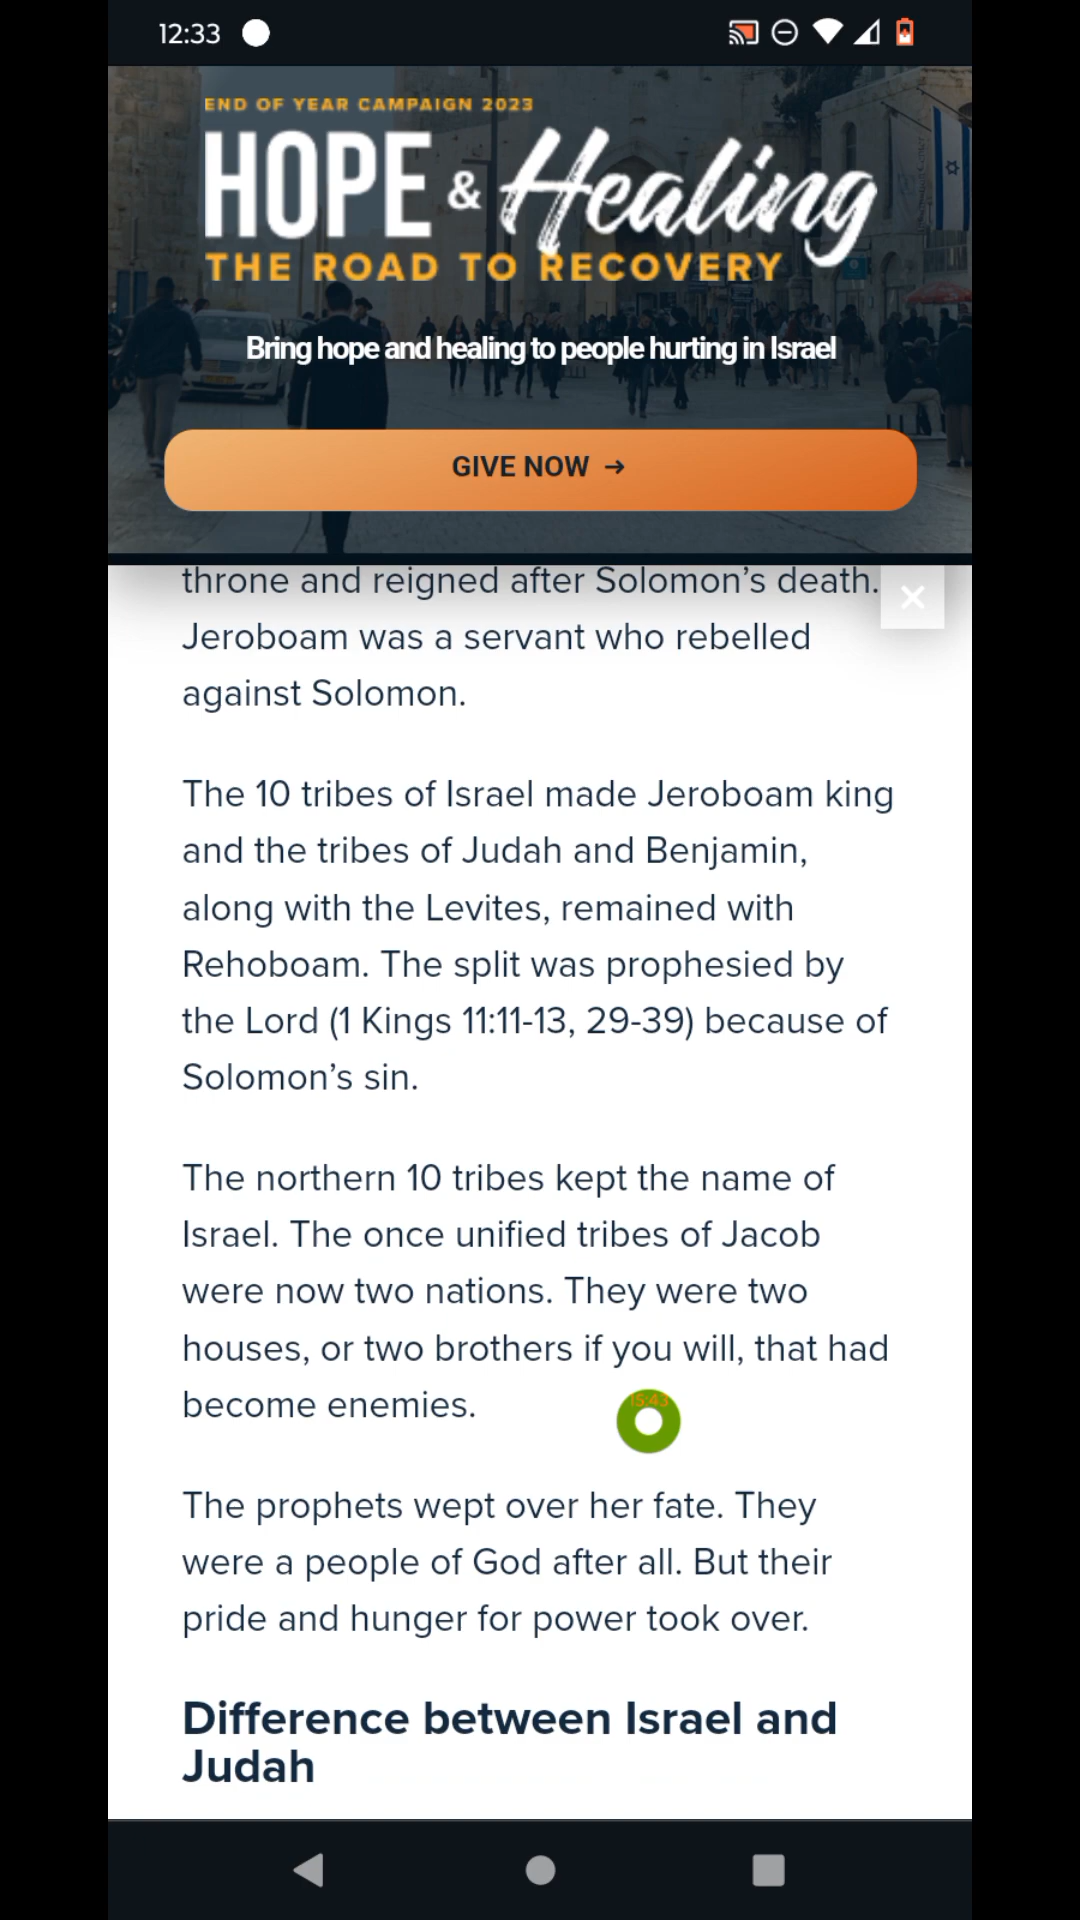 12:33
END OF YEAR CAMPAIGN 2023
HOPE & Healing
THE ROAD TO RECOVERY
Bring hope and healing to people hurting in Israel
GIVE NOW →
throne and reigned after Solomon’s death.
Jeroboam was a servant who rebelled
against Solomon.
The 10 tribes of Israel made Jeroboam king
and the tribes of Judah and Benjamin,
along with the Levites, remained with
Rehoboam. The split was prophesied by
the Lord (1 Kings 11:11-13, 29-39) because of
Solomon’s sin.
The northern 10 tribes kept the name of
Israel. The once unified tribes of Jacob
were now two nations. They were two
houses, or two brothers if you will, that had
become enemies.
15:43
The prophets wept over her fate. They
were a people of God after all. But their
pride and hunger for power took over.
Difference between Israel and
Judah